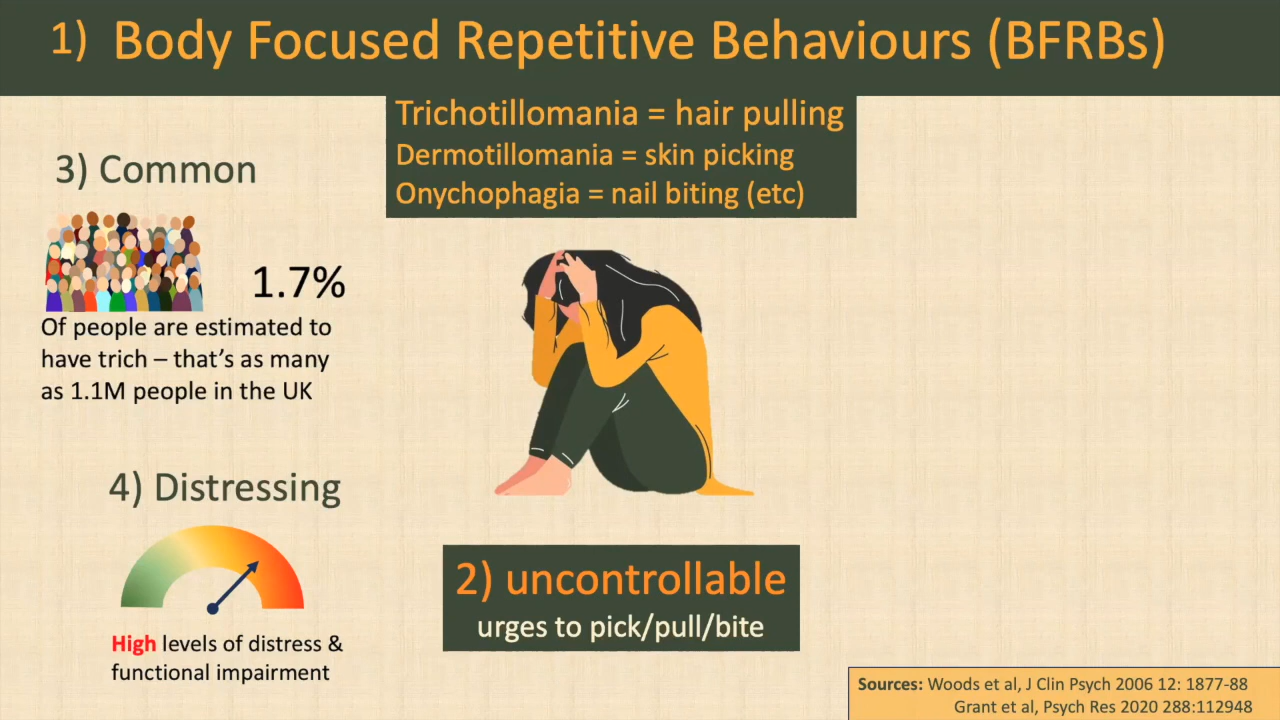 1) Body Focused Repetitive Behaviours (BFRBs)
Trichotillomania = hair pulling
Dermotillomania = skin picking
Onychophagia = nail biting (etc)
3) Common
1.7%
Of people are estimated to
have trich – that's as many
as 1.1M people in the UK
4) Distressing
High levels of distress &
functional impairment
2) uncontrollable
urges to pick/pull/bite
Sources: Woods et al, J Clin Psych 2006 12: 1877-88
Grant et al, Psych Res 2020 288:112948